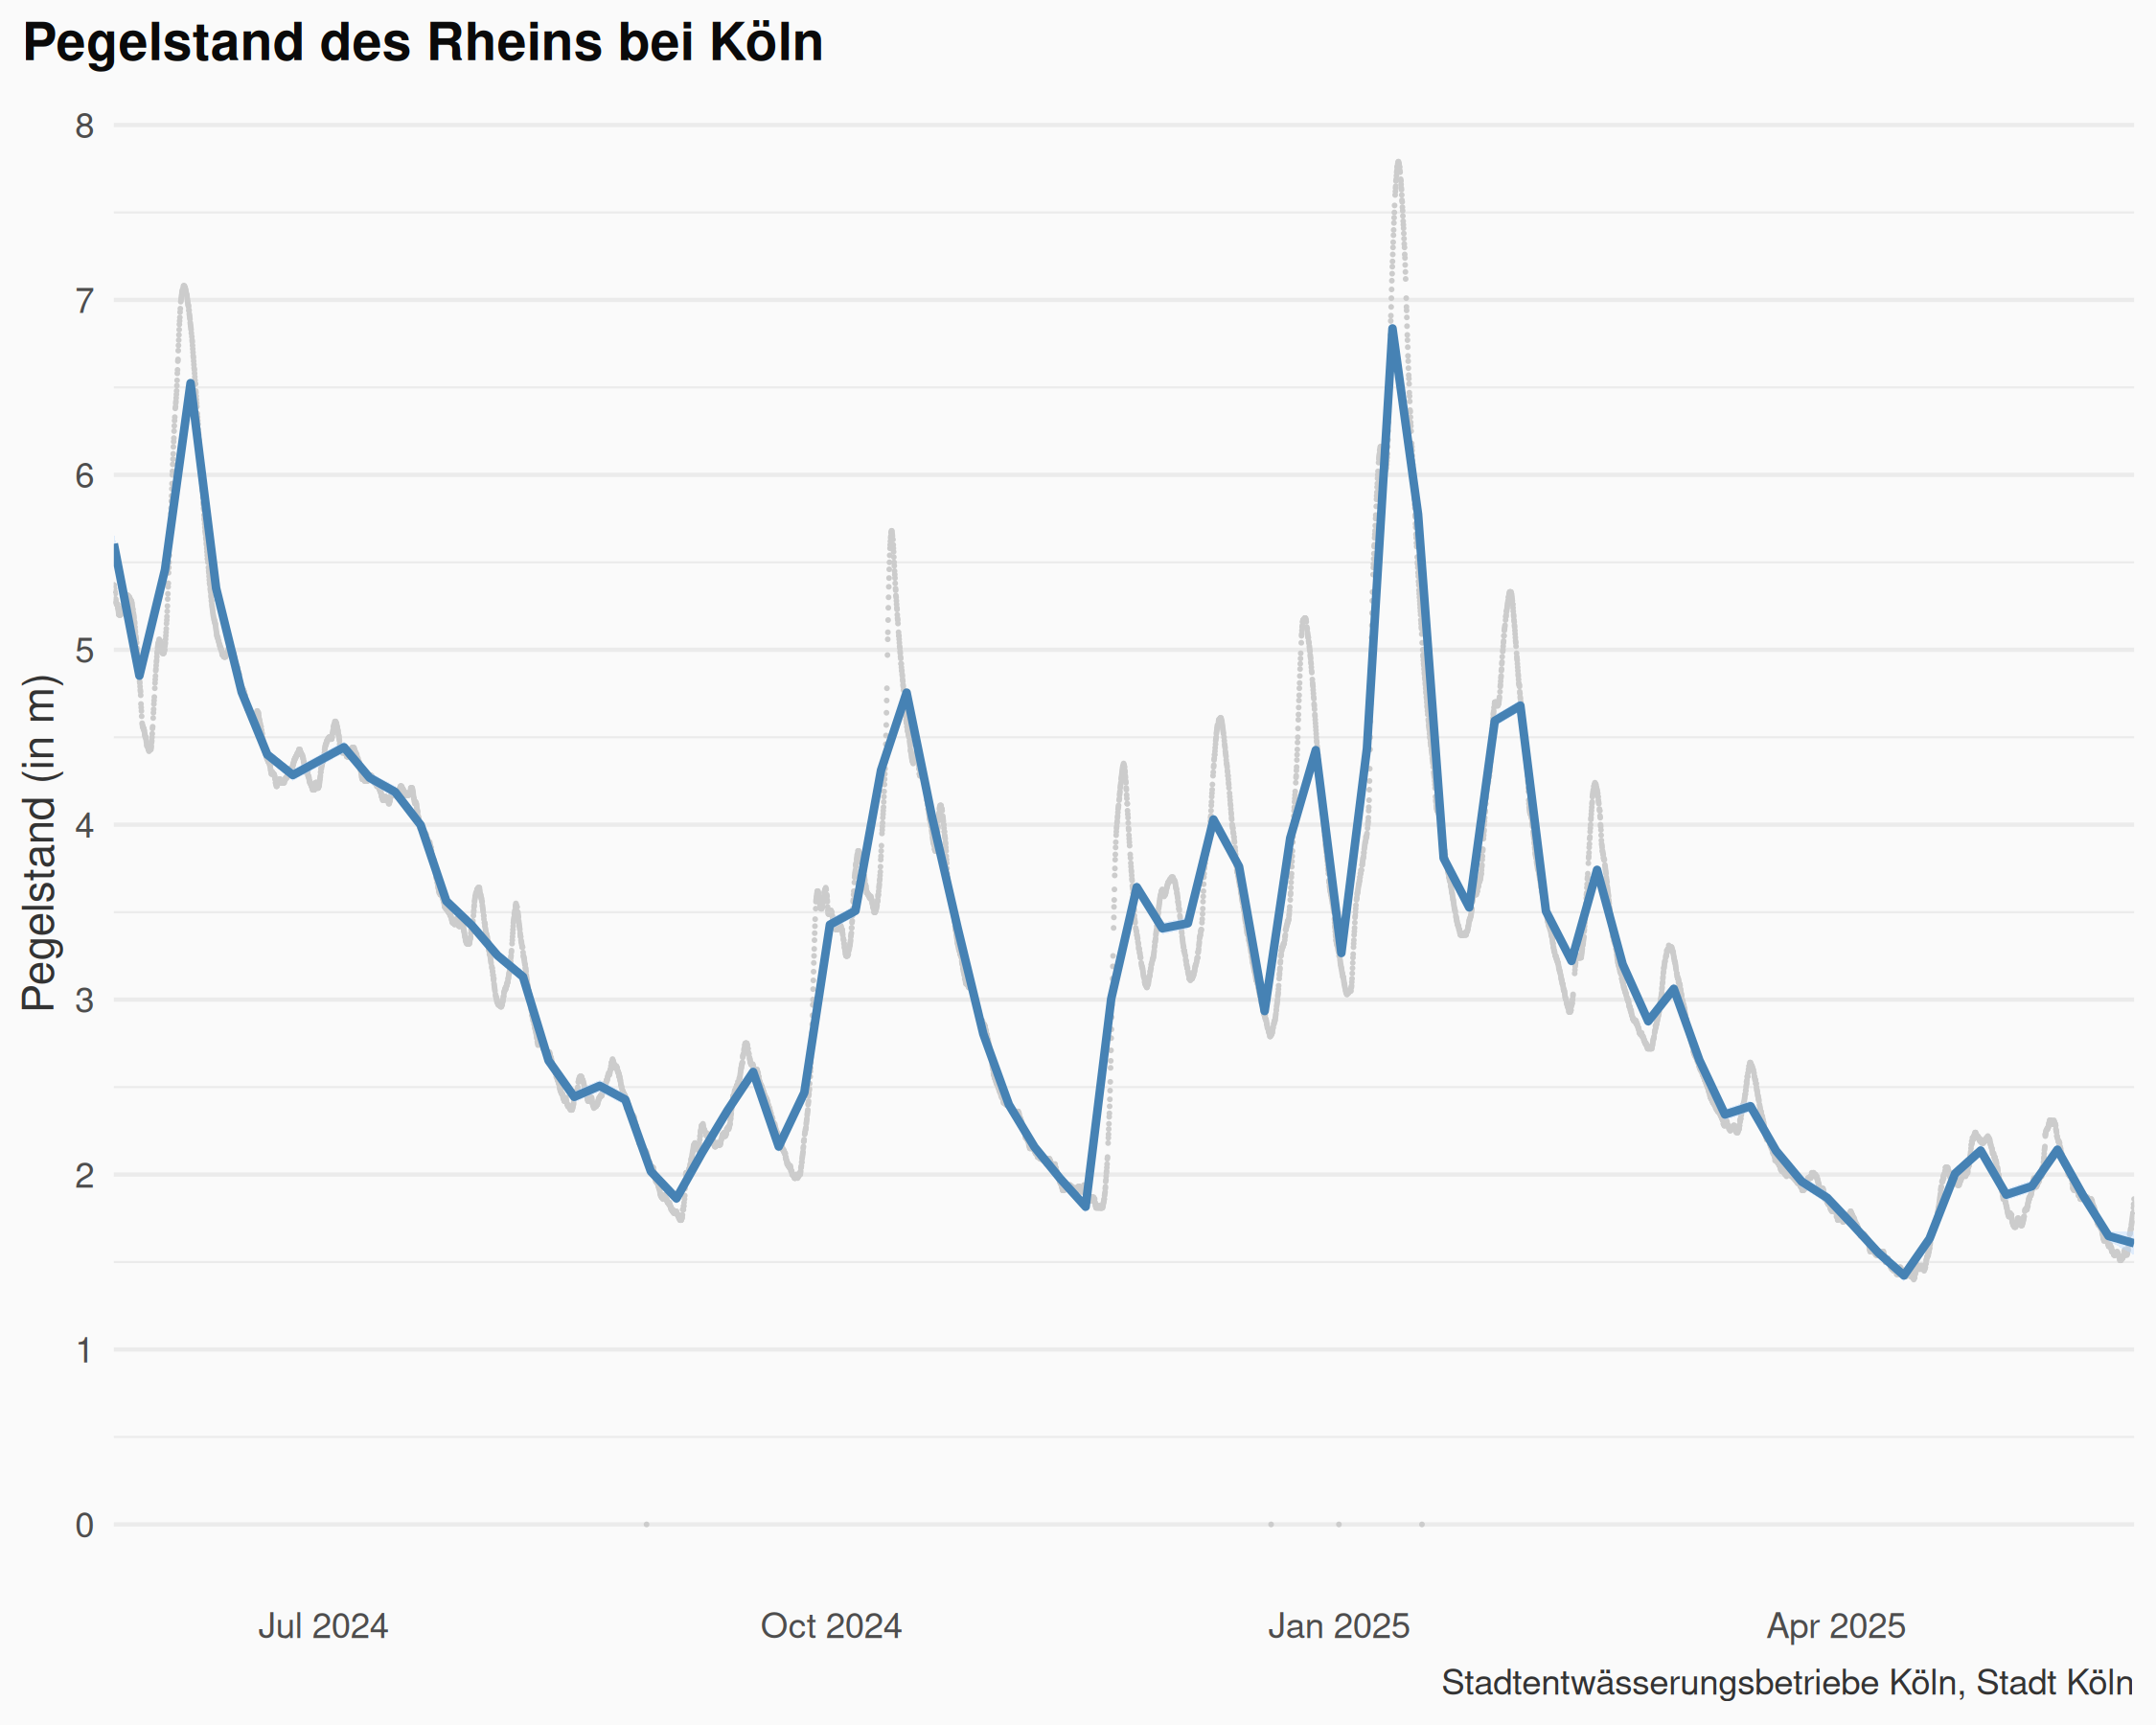 Pegelstand des Rheins bei Köln
Pegelstand (in m)
8
7
6
5
4
3
2
1
0
Jul 2024
Oct 2024
Jan 2025
Apr 2025
Stadtentwässerungsbetriebe Köln, Stadt Köln